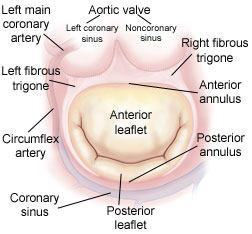 Left main
coronary
artery
Aortic valve
Left coronary
sinus
Noncoronary
sinus
Right fibrous
trigone
Left fibrous
trigone
Anterior
annulus
Anterior
leaflet
Circumflex
artery
Posterior
annulus
Coronary
sinus
Posterior
leaflet